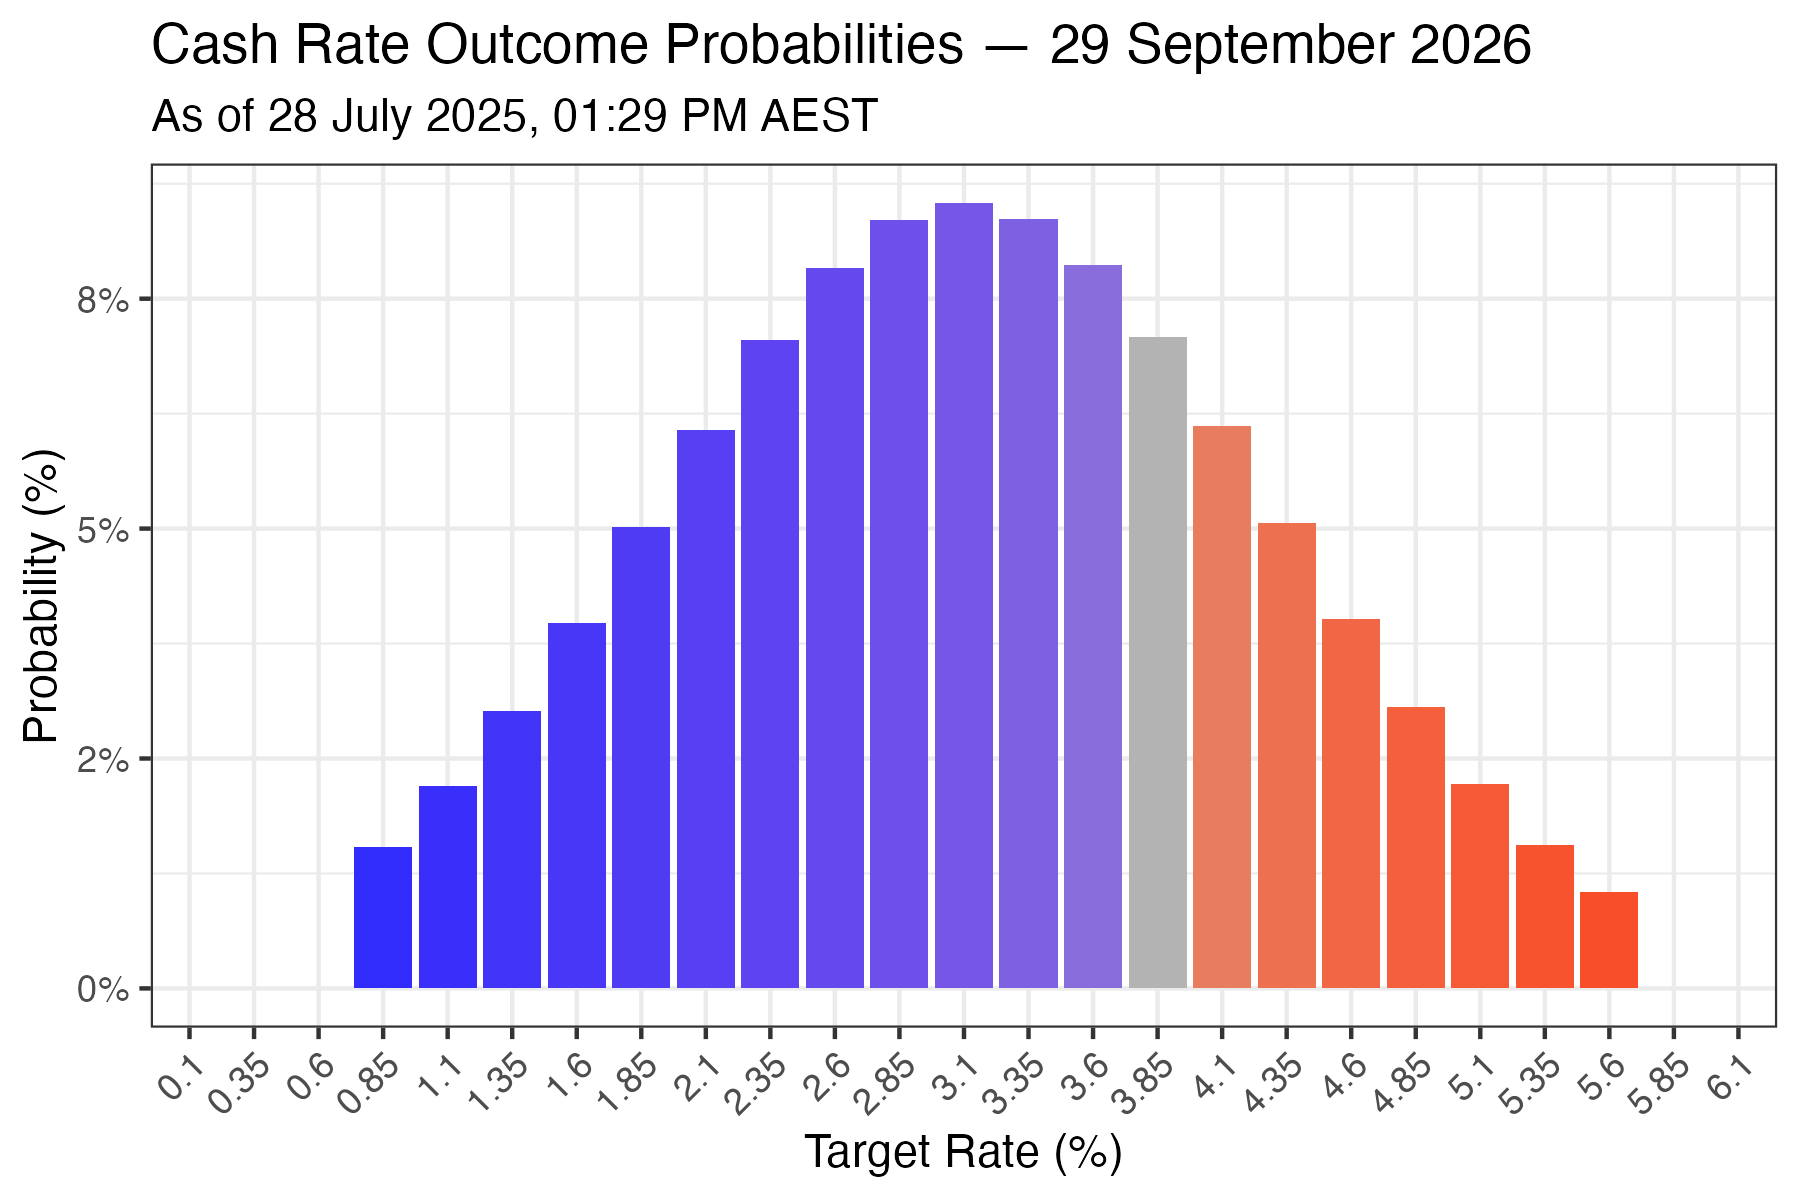 Cash Rate Outcome Probabilities — 29 September 2026
As of 28 July 2025, 01:29 PM AEST
Probability (%)
8%
5%
2%
0%
0.1 0.35 0.6 0.85 1.1 1.35 1.6 1.85 2.1 2.35 2.6 2.85 3.1 3.35 3.6 3.85 4.1 4.35 4.6 4.85 5.1 5.35 5.6 5.85 6.1
Target Rate (%)